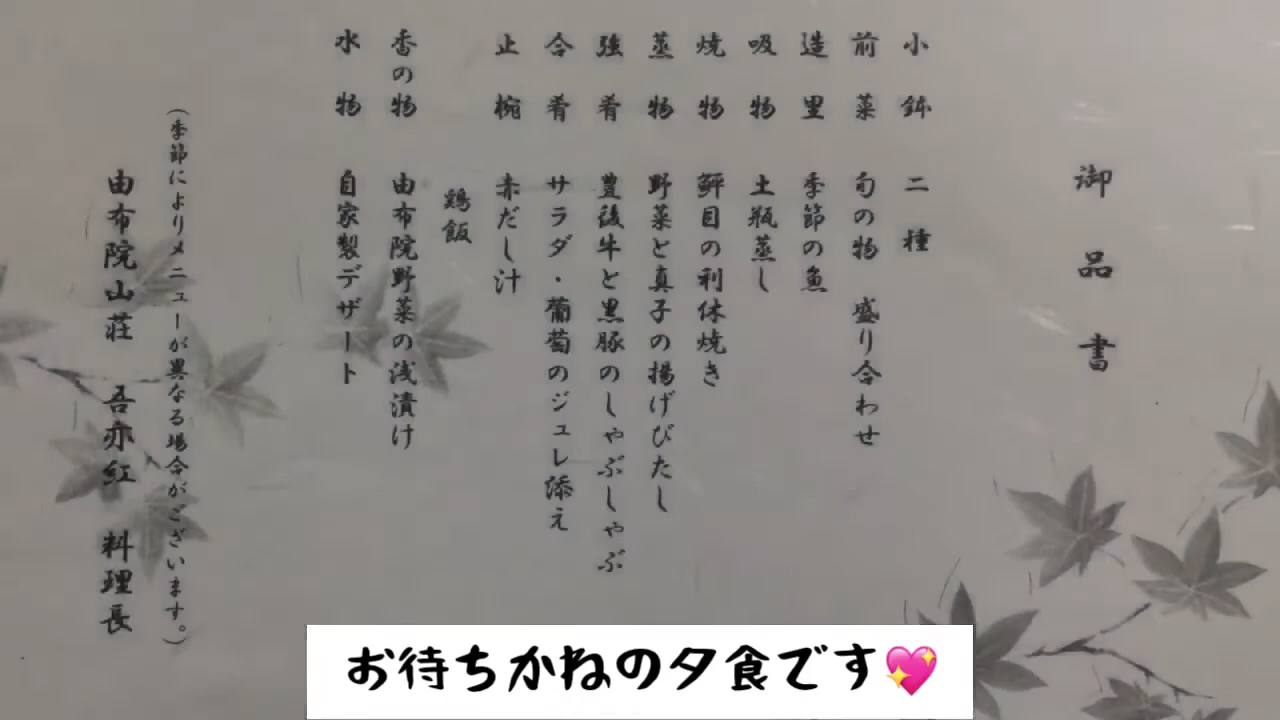 御品書
小鉢 二種
前菜 旬の物 盛り合わせ
造里 季節の魚
吸物 土瓶蒸し
焼物 鮃目の利休焼き
蒸物 野菜と真子の揚げびたし
強肴 豊後牛と黒豚のしゃぶしゃぶ
合肴 サラダ・葡萄のジュレ添え
止椀 赤だし汁
鶏飯
香の物 由布院野菜の浅漬け
水物 自家製デザート
(季節によりメニューが異なる場合がございます。)
由布院山荘 吾亦紅 料理長
お待ちかねの夕食です💖